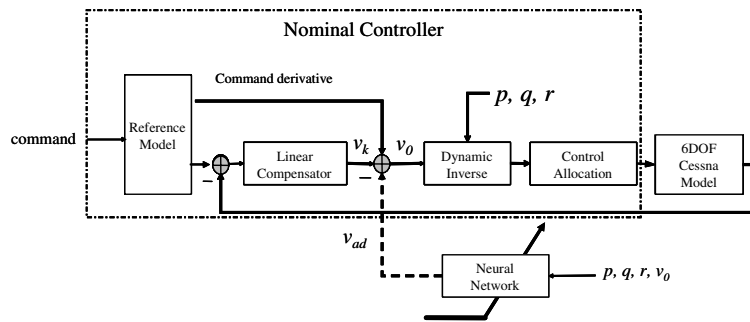 Nominal Controller
Command derivative
p, q, r
command
Reference
Model
−
Linear
Compensator
v_k
v_0
−
Dynamic
Inverse
Control
Allocation
6DOF
Cessna
Model
v_ad
Neural
Network
p, q, r, v_0